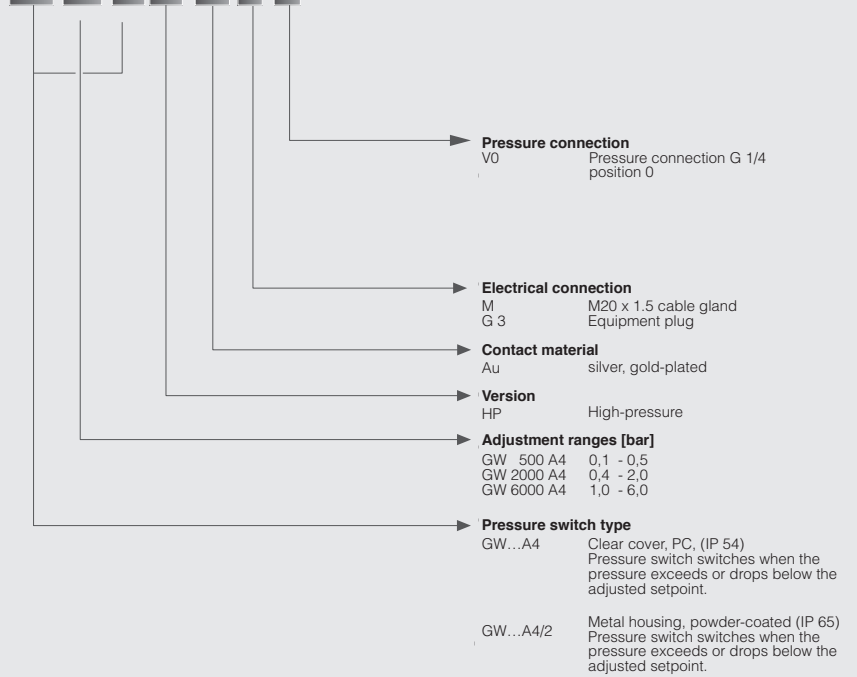 Pressure connection
V0 Pressure connection G 1/4
position 0
Electrical connection
M M20 x 1.5 cable gland
G 3 Equipment plug
Contact material
Au silver, gold-plated
Version
HP High-pressure
Adjustment ranges [bar]
GW 500 A4 0,1 - 0,5
GW 2000 A4 0,4 - 2,0
GW 6000 A4 1,0 - 6,0
Pressure switch type
GW…A4 Clear cover, PC, (IP 54)
Pressure switch switches when the
pressure exceeds or drops below the
adjusted setpoint.
GW…A4/2 Metal housing, powder-coated (IP 65)
Pressure switch switches when the
pressure exceeds or drops below the
adjusted setpoint.